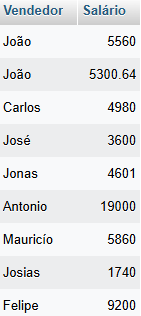 Vendedor Salário
João 5560
João 5300.64
Carlos 4980
José 3600
Jonas 4601
Antonio 19000
Mauricío 5860
Josias 1740
Felipe 9200